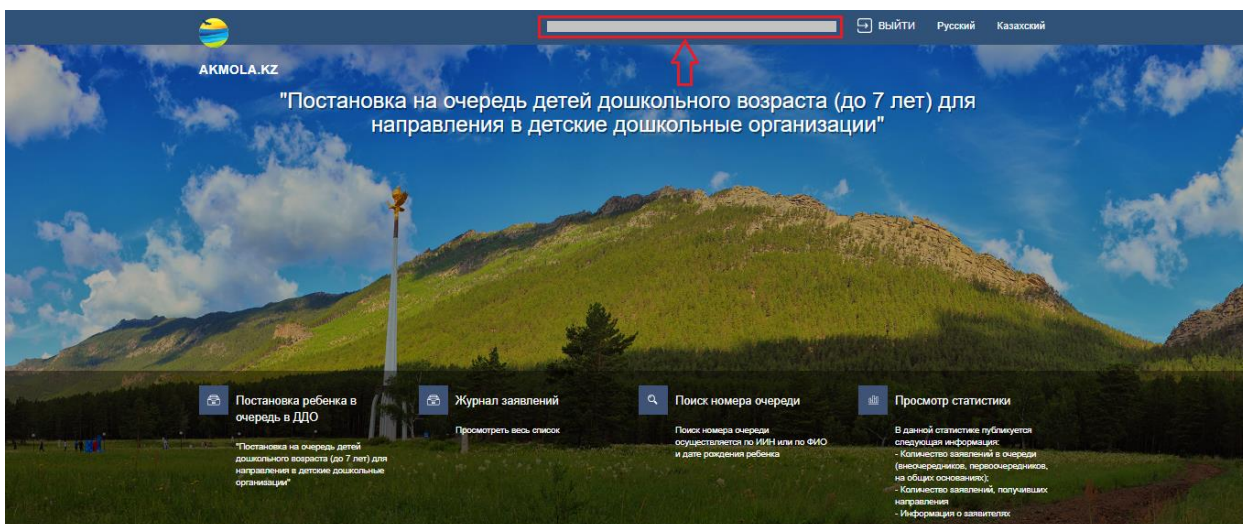 ВЫЙТИ Русский Казахский
AKMOLA.KZ
"Постановка на очередь детей дошкольного возраста (до 7 лет) для
направления в детские дошкольные организации"
Постановка ребенка в
очередь в ДДО
"Постановка на очередь детей
дошкольного возраста (до 7 лет) для
направления в детские дошкольные
организации"
Журнал заявлений
Просмотреть весь список
Поиск номера очереди
Поиск номера очереди
осуществляется по ИИН или по ФИО
и дате рождения ребенка
Просмотр статистики
В данной статистике публикуется
следующая информация:
- Количество заявлений в очереди
(внеочередников, первоочередников,
на общих основаниях);
- Количество заявлений, получивших
направления
- Информация о заявителях